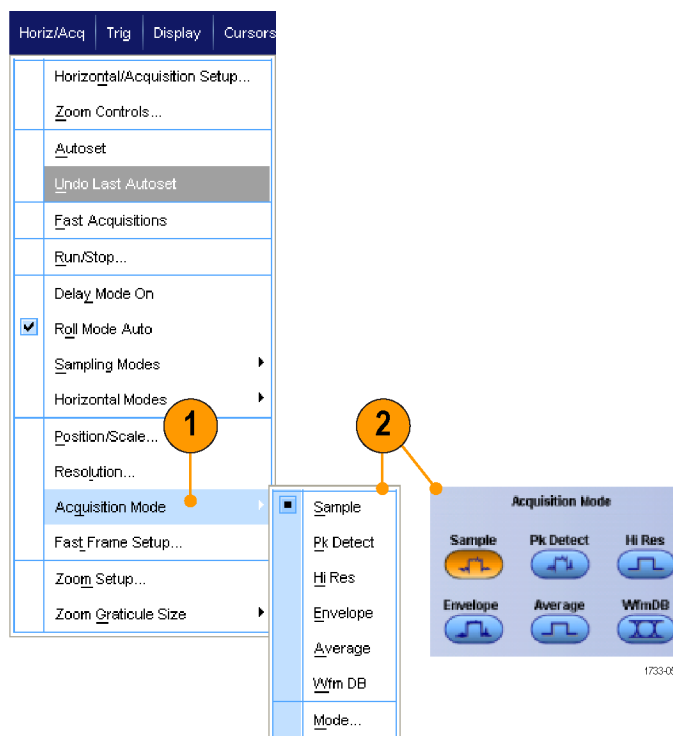 Horiz/Acq Trig Display Cursors
Horizontal/Acquisition Setup...
Zoom Controls...
Autoset
Undo Last Autoset
Fast Acquisitions
Run/Stop...
Delay Mode On
Roll Mode Auto
Sampling Modes
Horizontal Modes
1
Position/Scale...
Resolution...
Acquisition Mode
Fast Frame Setup...
Zoom Setup...
Zoom Graticule Size
2
Sample
Pk Detect
Hi Res
Envelope
Average
Wfm DB
Mode...
Acquisition Mode
Sample Pk Detect Hi Res
Envelope Average WfmDB